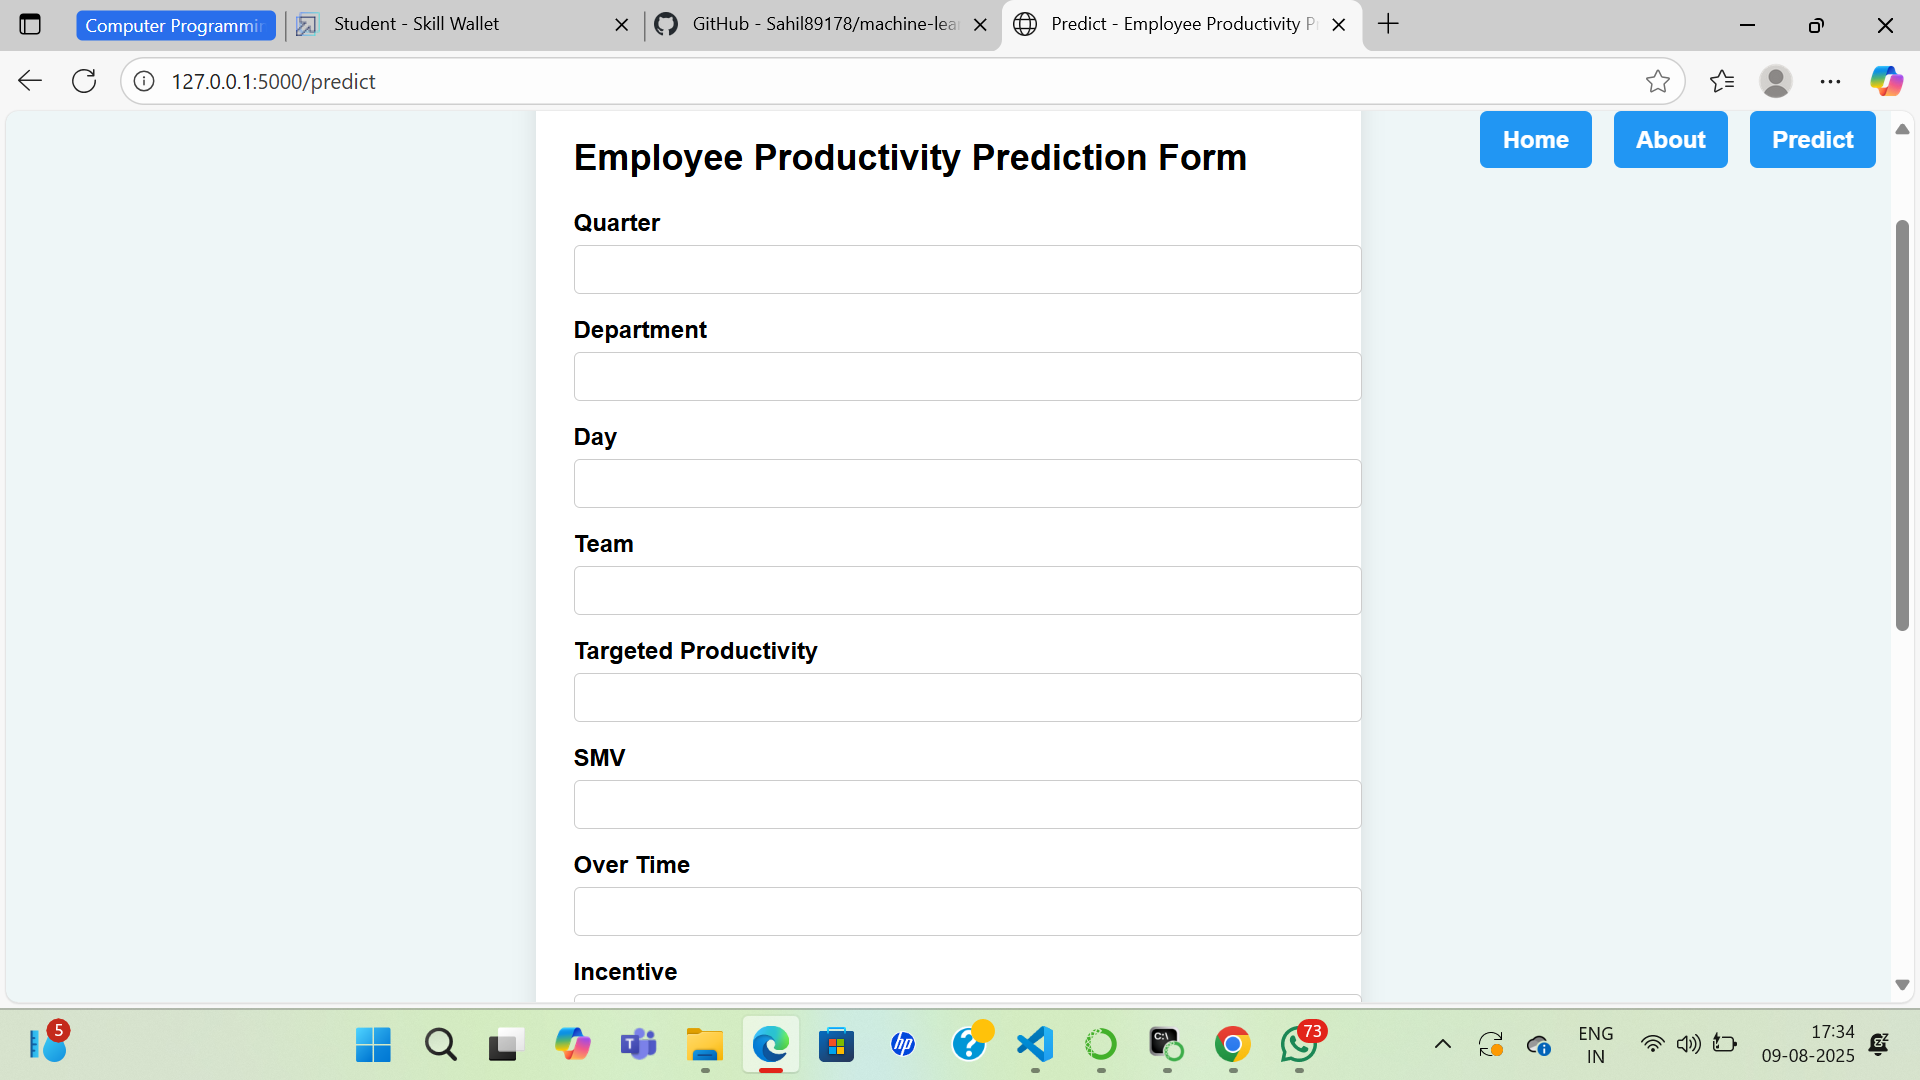 Computer Programmin
Student - Skill Wallet
GitHub - Sahil89178/machine-lea
Predict - Employee Productivity P
127.0.0.1:5000/predict
Home
About
Predict
Employee Productivity Prediction Form
Quarter
Department
Day
Team
Targeted Productivity
SMV
Over Time
Incentive
5
73
ENG
IN
17:34
09-08-2025